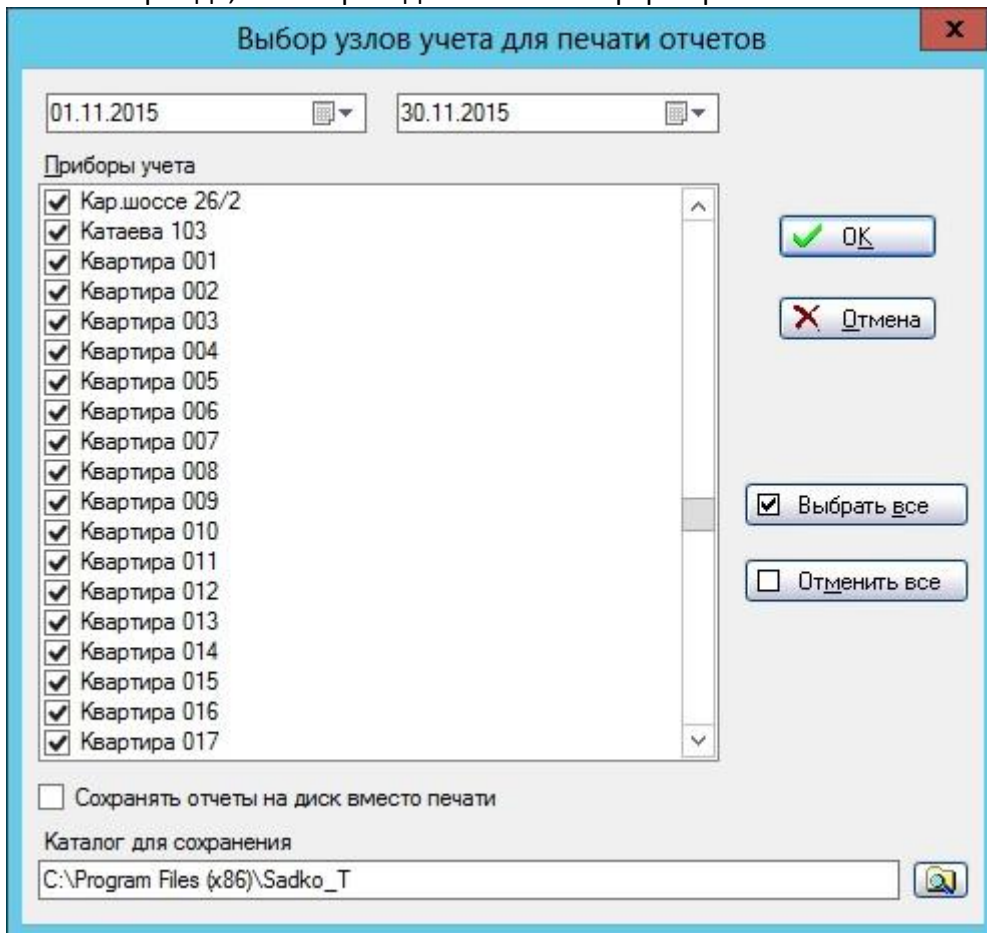 Выбор узлов учета для печати отчетов
x
01.11.2015
30.11.2015
Приборы учета
Кар.шоссе 26/2
Катаева 103
Квартира 001
Квартира 002
Квартира 003
Квартира 004
Квартира 005
Квартира 006
Квартира 007
Квартира 008
Квартира 009
Квартира 010
Квартира 011
Квартира 012
Квартира 013
Квартира 014
Квартира 015
Квартира 016
Квартира 017
OK
Отмена
Выбрать все
Отменить все
Сохранять отчеты на диск вместо печати
Каталог для сохранения
C:\Program Files (x86)\Sadko_T